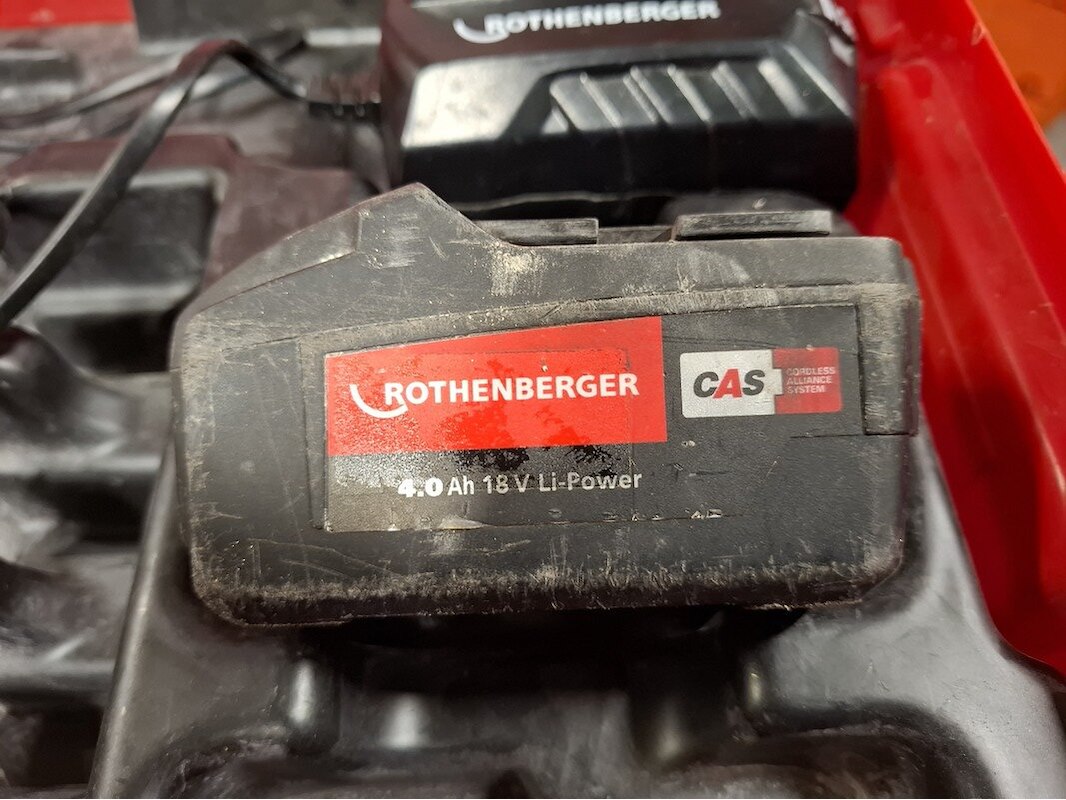 ROTHENBERGER
ROTHENBERGER
CAS
CORDLESS
ALLIANCE
SYSTEM
4.0 Ah 18 V Li-Power